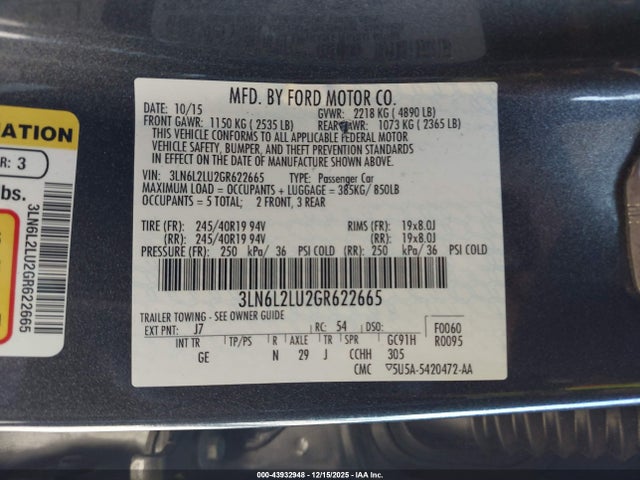 MFD. BY FORD MOTOR CO.
DATE: 10/15 GVWR: 2218 KG ( 4890 LB)
FRONT GAWR: 1150 KG ( 2535 LB) REAR GAWR: 1073 KG ( 2365 LB)
THIS VEHICLE CONFORMS TO ALL APPLICABLE FEDERAL MOTOR
VEHICLE SAFETY, BUMPER, AND THEFT PREVENTION STANDARDS
IN EFFECT ON THE DATE OF MANUFACTURE SHOWN ABOVE.
VIN: 3LN6L2LU2GR622665 TYPE: Passenger Car
MAXIMUM LOAD = OCCUPANTS + LUGGAGE = 385KG/ 850LB
OCCUPANTS = 5 TOTAL; 2 FRONT, 3 REAR
TIRE (FR): 245/40R19 94V RIMS (FR): 19x8.0J
(RR): 245/40R19 94V (RR): 19x8.0J
PRESSURE (FR): 250 kPa/ 36 PSI COLD (RR): 250 kPa/ 36 PSI COLD
3LN6L2LU2GR622665
TRAILER TOWING - SEE OWNER GUIDE
EXT PNT: J7 RC: 54 DSO: F0060
INT TR TP/PS R AXLE TR SPR GC91H R0095
GE N 29 J CCHH 305
CMC ▽5U5A-5420472-AA
MATION
R: 3
lbs.
3LN6L2LU2GR622665
000-43932948 - 12/15/2025 - IAA Inc.